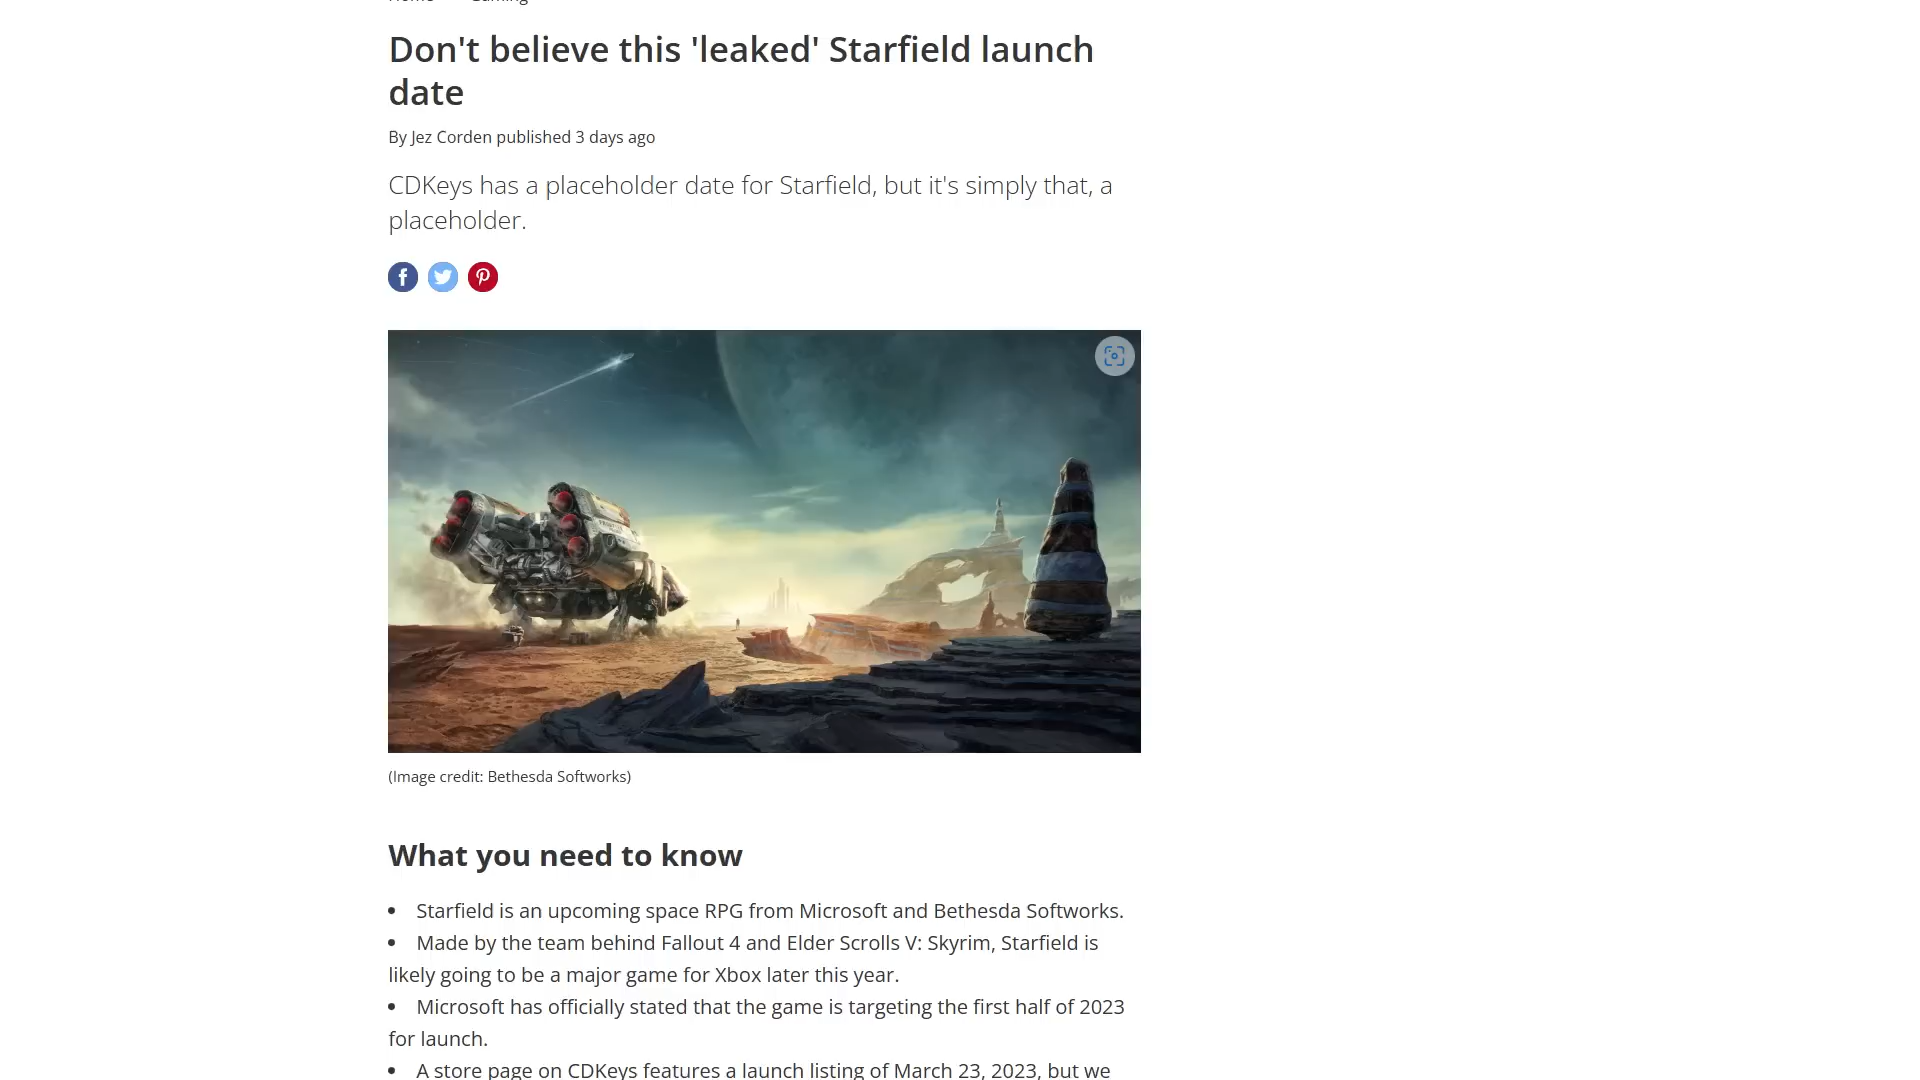 Don't believe this 'leaked' Starfield launch
date
By Jez Corden published 3 days ago
CDKeys has a placeholder date for Starfield, but it's simply that, a
placeholder.
(Image credit: Bethesda Softworks)
What you need to know
• Starfield is an upcoming space RPG from Microsoft and Bethesda Softworks.
• Made by the team behind Fallout 4 and Elder Scrolls V: Skyrim, Starfield is
likely going to be a major game for Xbox later this year.
• Microsoft has officially stated that the game is targeting the first half of 2023
for launch.
• A store page on CDKeys features a launch listing of March 23, 2023, but we